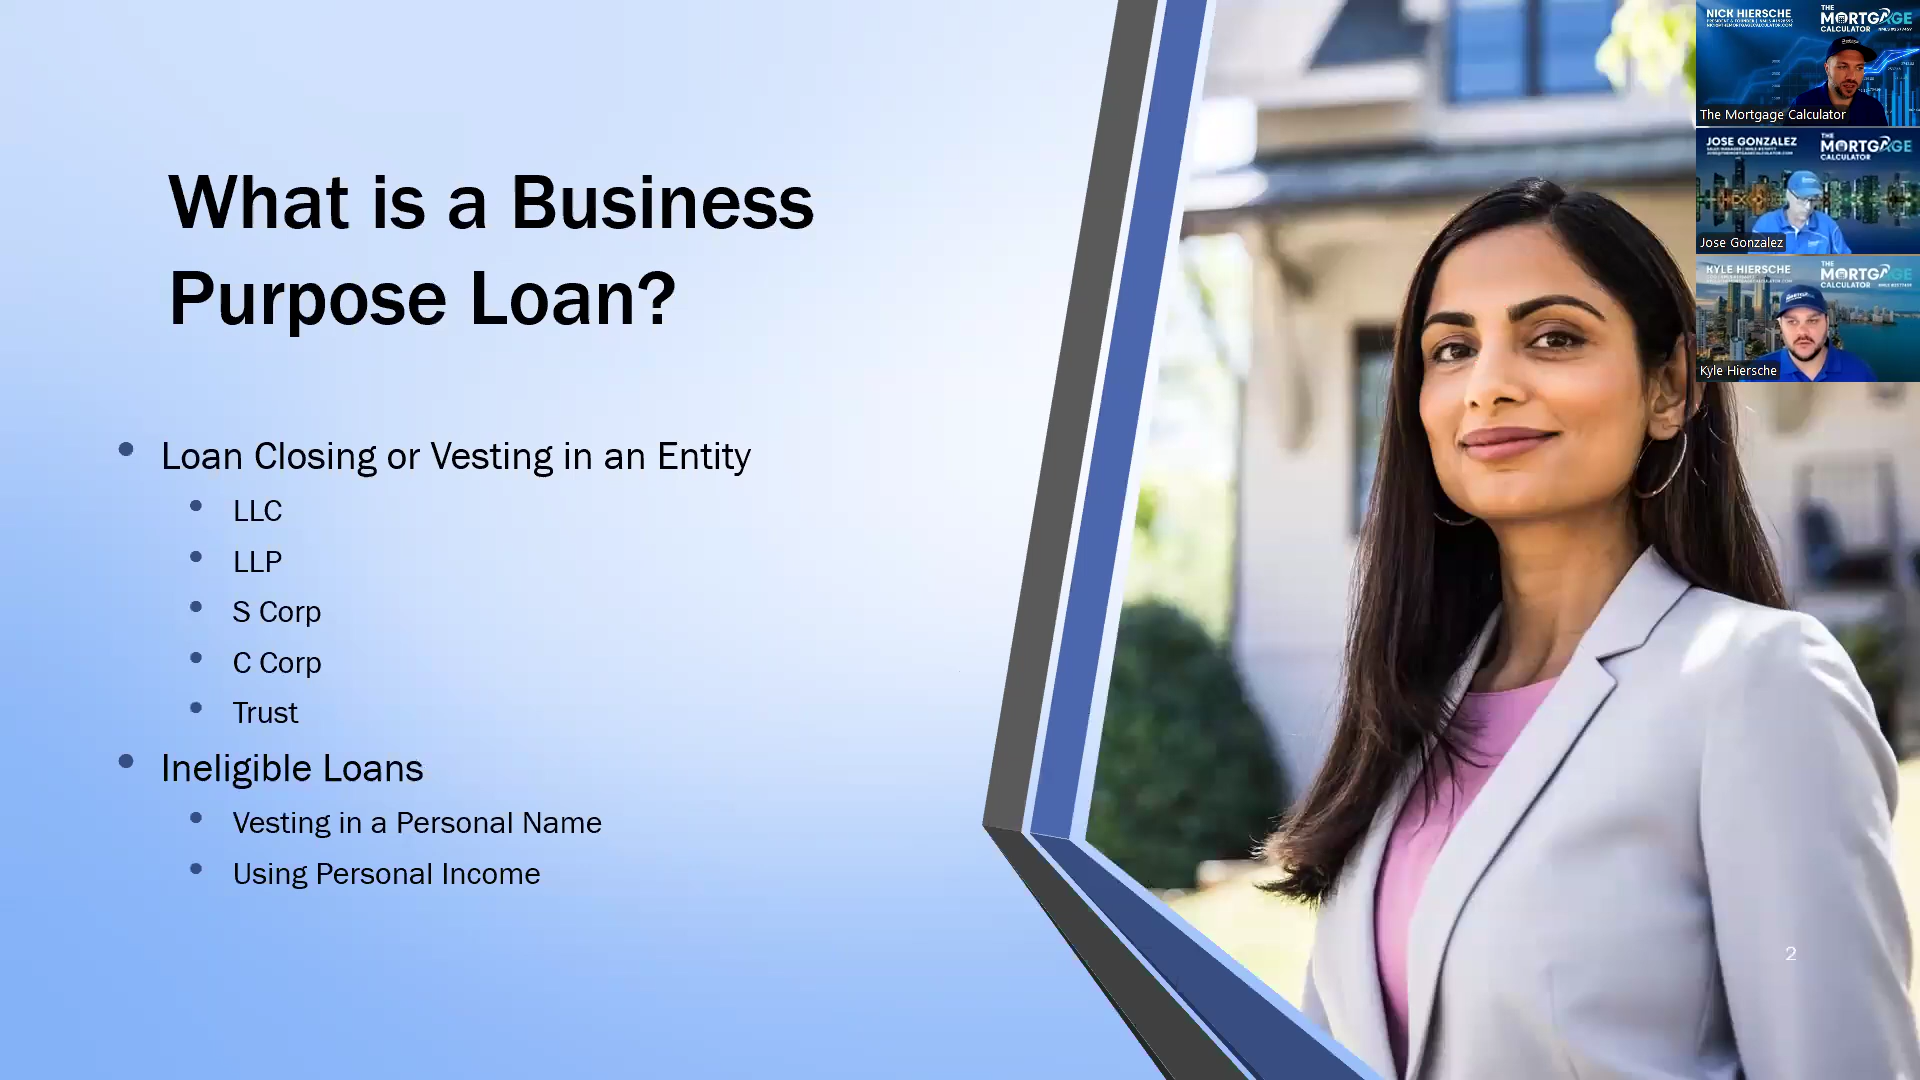 What is a Business
Purpose Loan?
Loan Closing or Vesting in an Entity
LLC
LLP
S Corp
C Corp
Trust
Ineligible Loans
Vesting in a Personal Name
Using Personal Income
2
NICK HIERSCHE
THE
MORTGAGE
CALCULATOR
The Mortgage Calculator
JOSE GONZALEZ
THE
MORTGAGE
CALCULATOR
Jose Gonzalez
KYLE HIERSCHE
THE
MORTGAGE
CALCULATOR
Kyle Hiersche